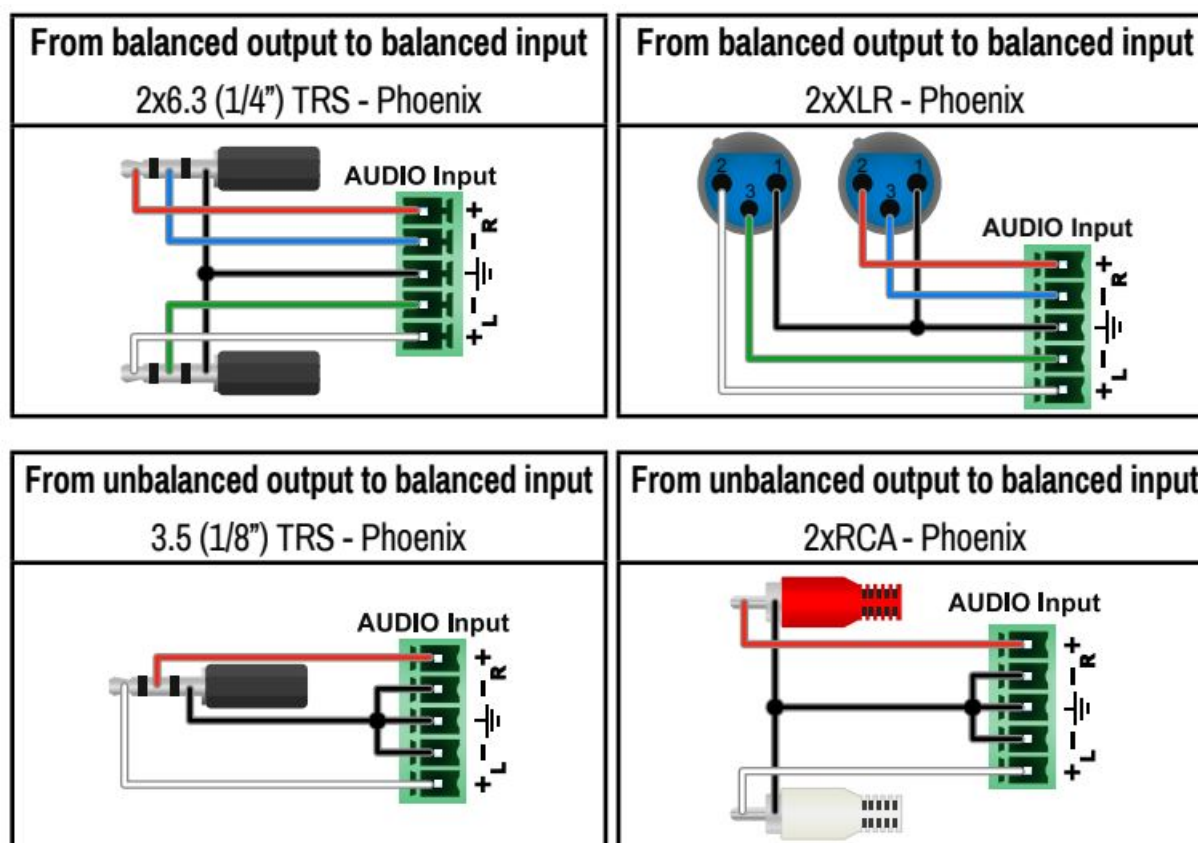 From balanced output to balanced input
2x6.3 (1/4”) TRS - Phoenix
AUDIO Input
+
R
−
−
L
+
From balanced output to balanced input
2xXLR - Phoenix
2 1
3
2 1
3
AUDIO Input
+
R
−
−
L
+
From unbalanced output to balanced input
3.5 (1/8”) TRS - Phoenix
AUDIO Input
+
R
−
−
L
+
From unbalanced output to balanced input
2xRCA - Phoenix
AUDIO Input
+
R
−
−
L
+